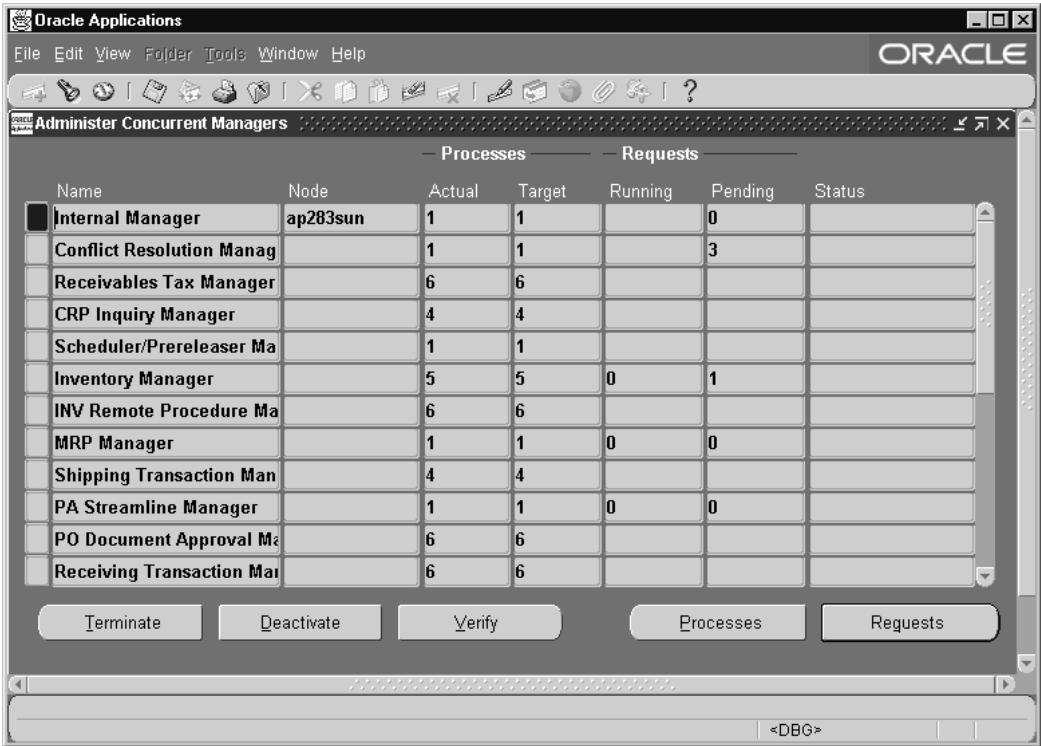 Oracle Applications
File Edit View Folder Tools Window Help
ORACLE
?
Administer Concurrent Managers
Processes Requests
Name Node Actual Target Running Pending Status
Internal Manager ap283sun 1 1 0
Conflict Resolution Manag 1 1 3
Receivables Tax Manager 6 6
CRP Inquiry Manager 4 4
Scheduler/Prereleaser Ma 1 1
Inventory Manager 5 5 0 1
INV Remote Procedure Ma 6 6
MRP Manager 1 1 0 0
Shipping Transaction Man 4 4
PA Streamline Manager 1 1 0 0
PO Document Approval Ma 6 6
Receiving Transaction Mai 6 6
Terminate Deactivate Verify Processes Requests
<DBG>